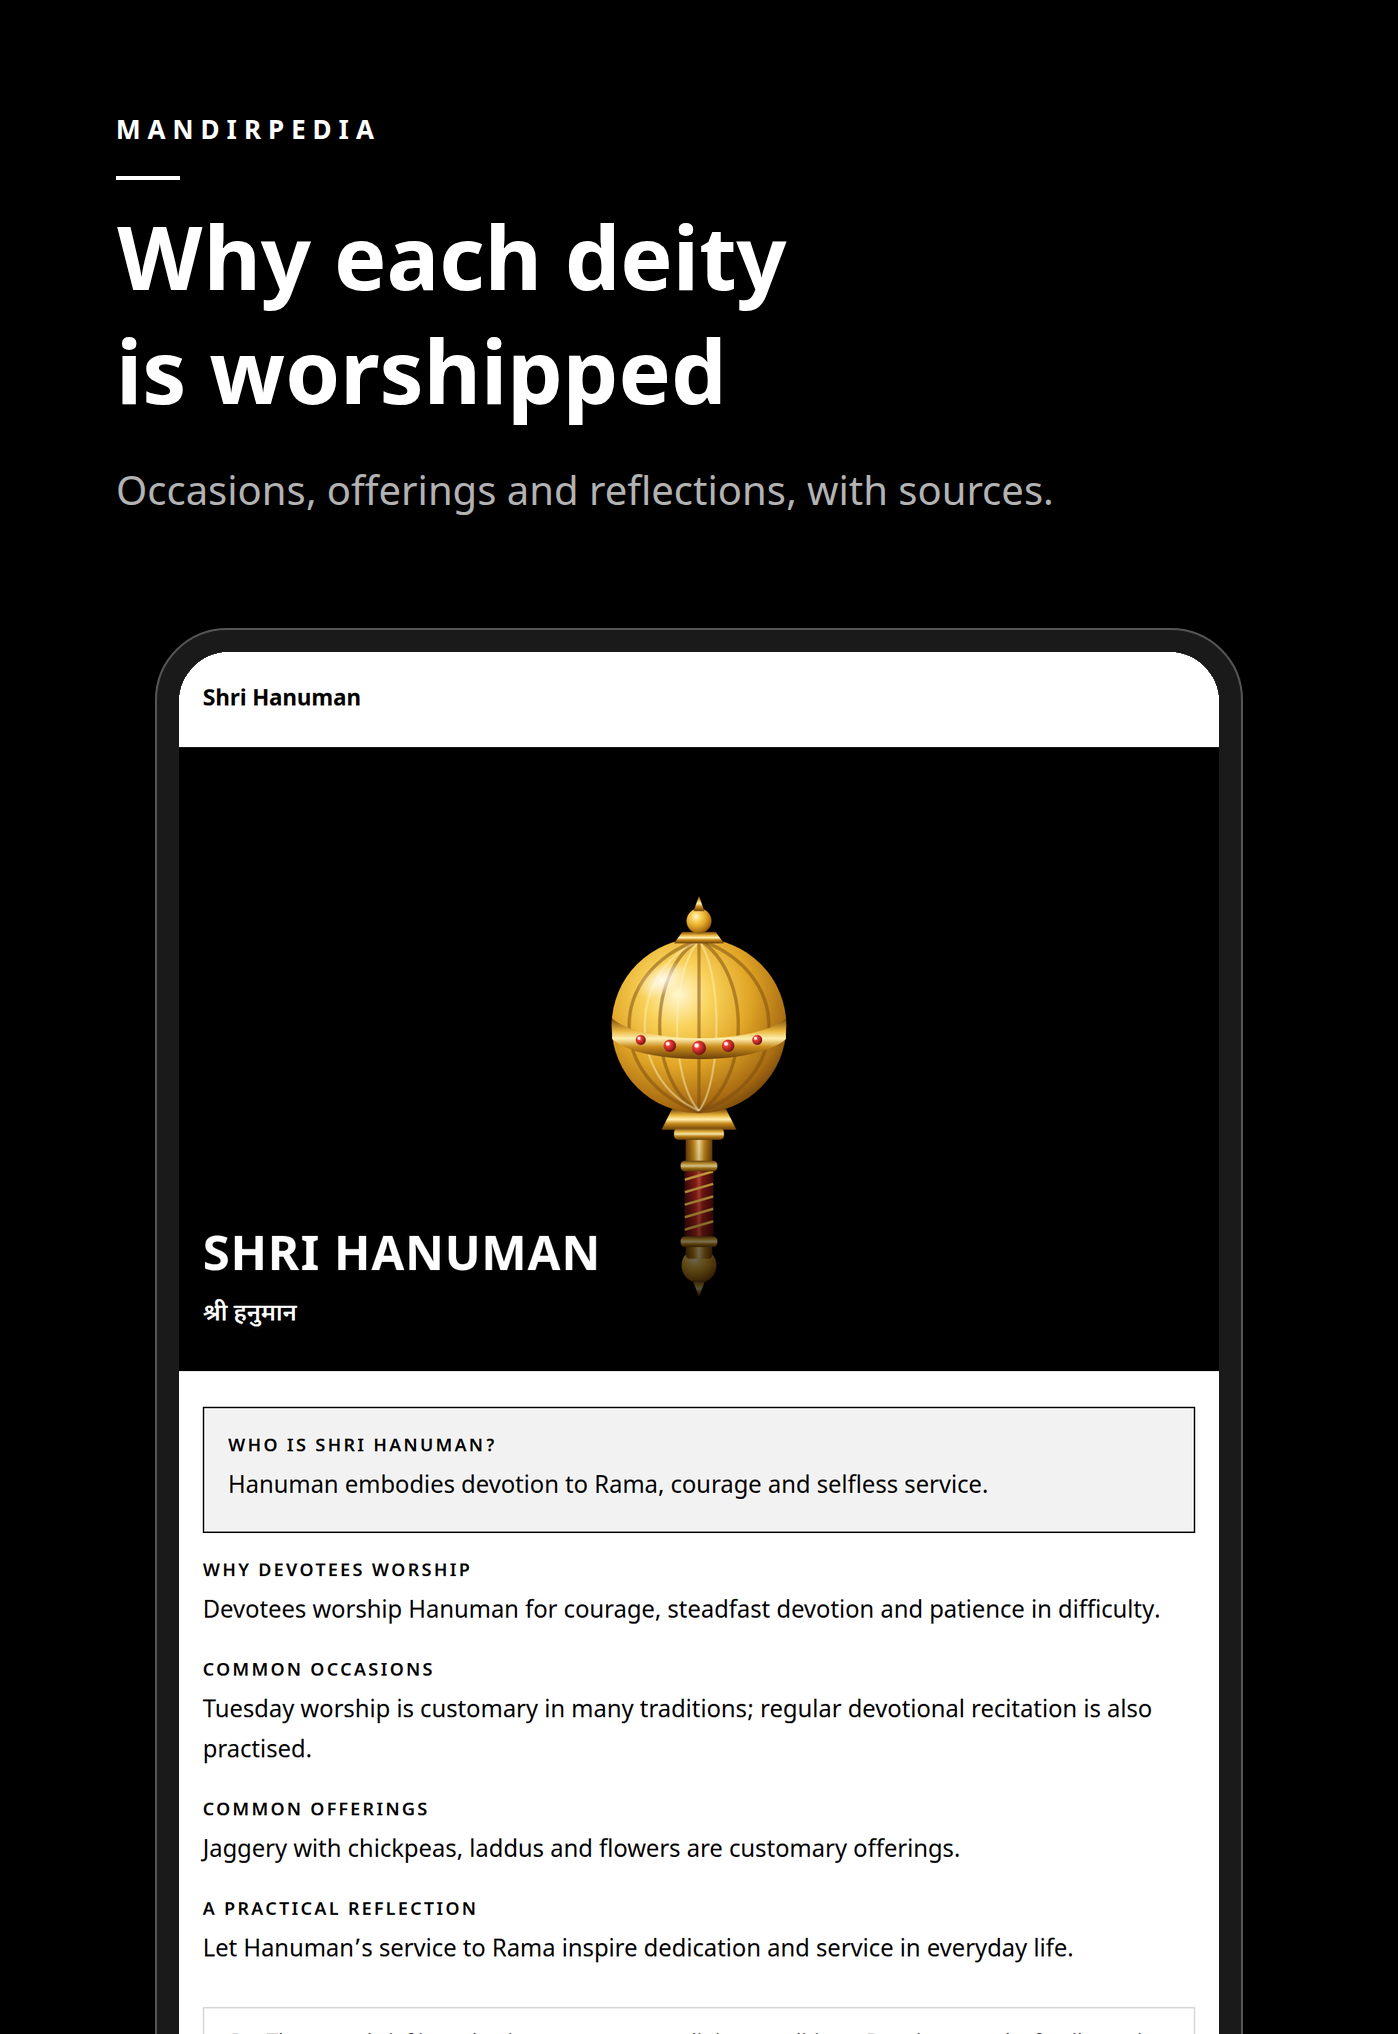 MANDIRPEDIA
Why each deity
is worshipped
Occasions, offerings and reflections, with sources.
Shri Hanuman
SHRI HANUMAN
श्री हनुमान
WHO IS SHRI HANUMAN?
Hanuman embodies devotion to Rama, courage and selfless service.
WHY DEVOTEES WORSHIP
Devotees worship Hanuman for courage, steadfast devotion and patience in difficulty.
COMMON OCCASIONS
Tuesday worship is customary in many traditions; regular devotional recitation is also
practised.
COMMON OFFERINGS
Jaggery with chickpeas, laddus and flowers are customary offerings.
A PRACTICAL REFLECTION
Let Hanuman’s service to Rama inspire dedication and service in everyday life.